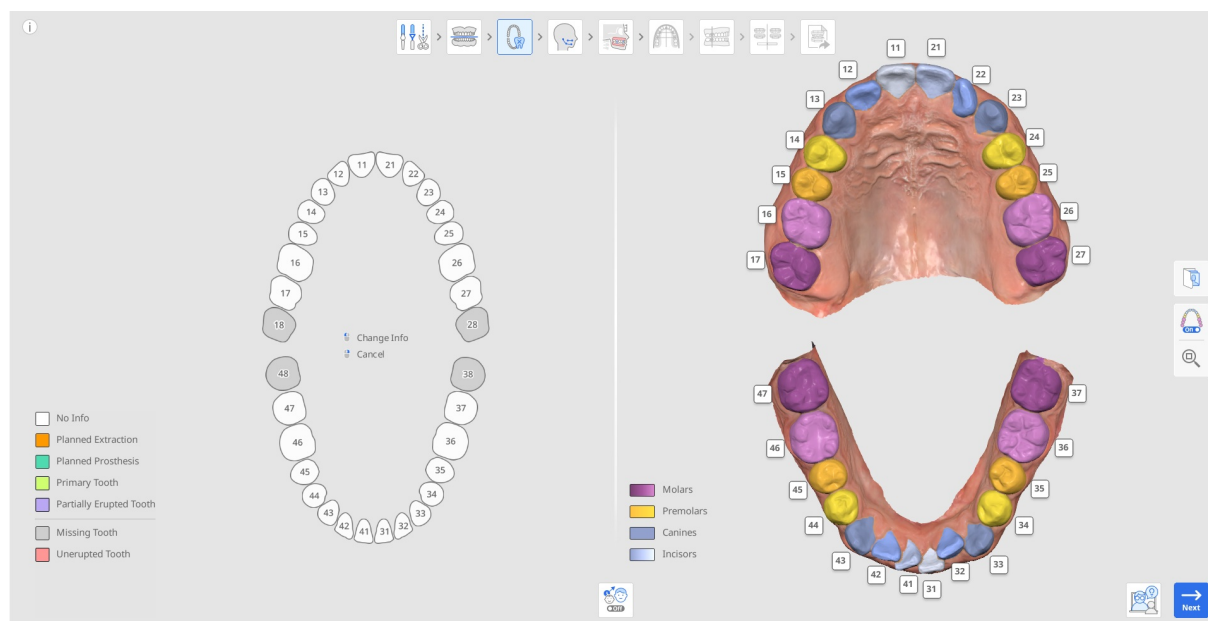 i
11 21
12 22
13 23
14 24
15 25
16 26
17 27
18 28
Change Info
Cancel
48 38
47 37
46 36
45 35
44 34
43 33
42 41 31 32
No Info
Planned Extraction
Planned Prosthesis
Primary Tooth
Partially Erupted Tooth
Missing Tooth
Unerupted Tooth
11 21
12 22
13 23
14 24
15 25
16 26
17 27
47 37
46 36
45 35
44 34
43 33
42 32
41 31
Molars
Premolars
Canines
Incisors
Off
ON
Next